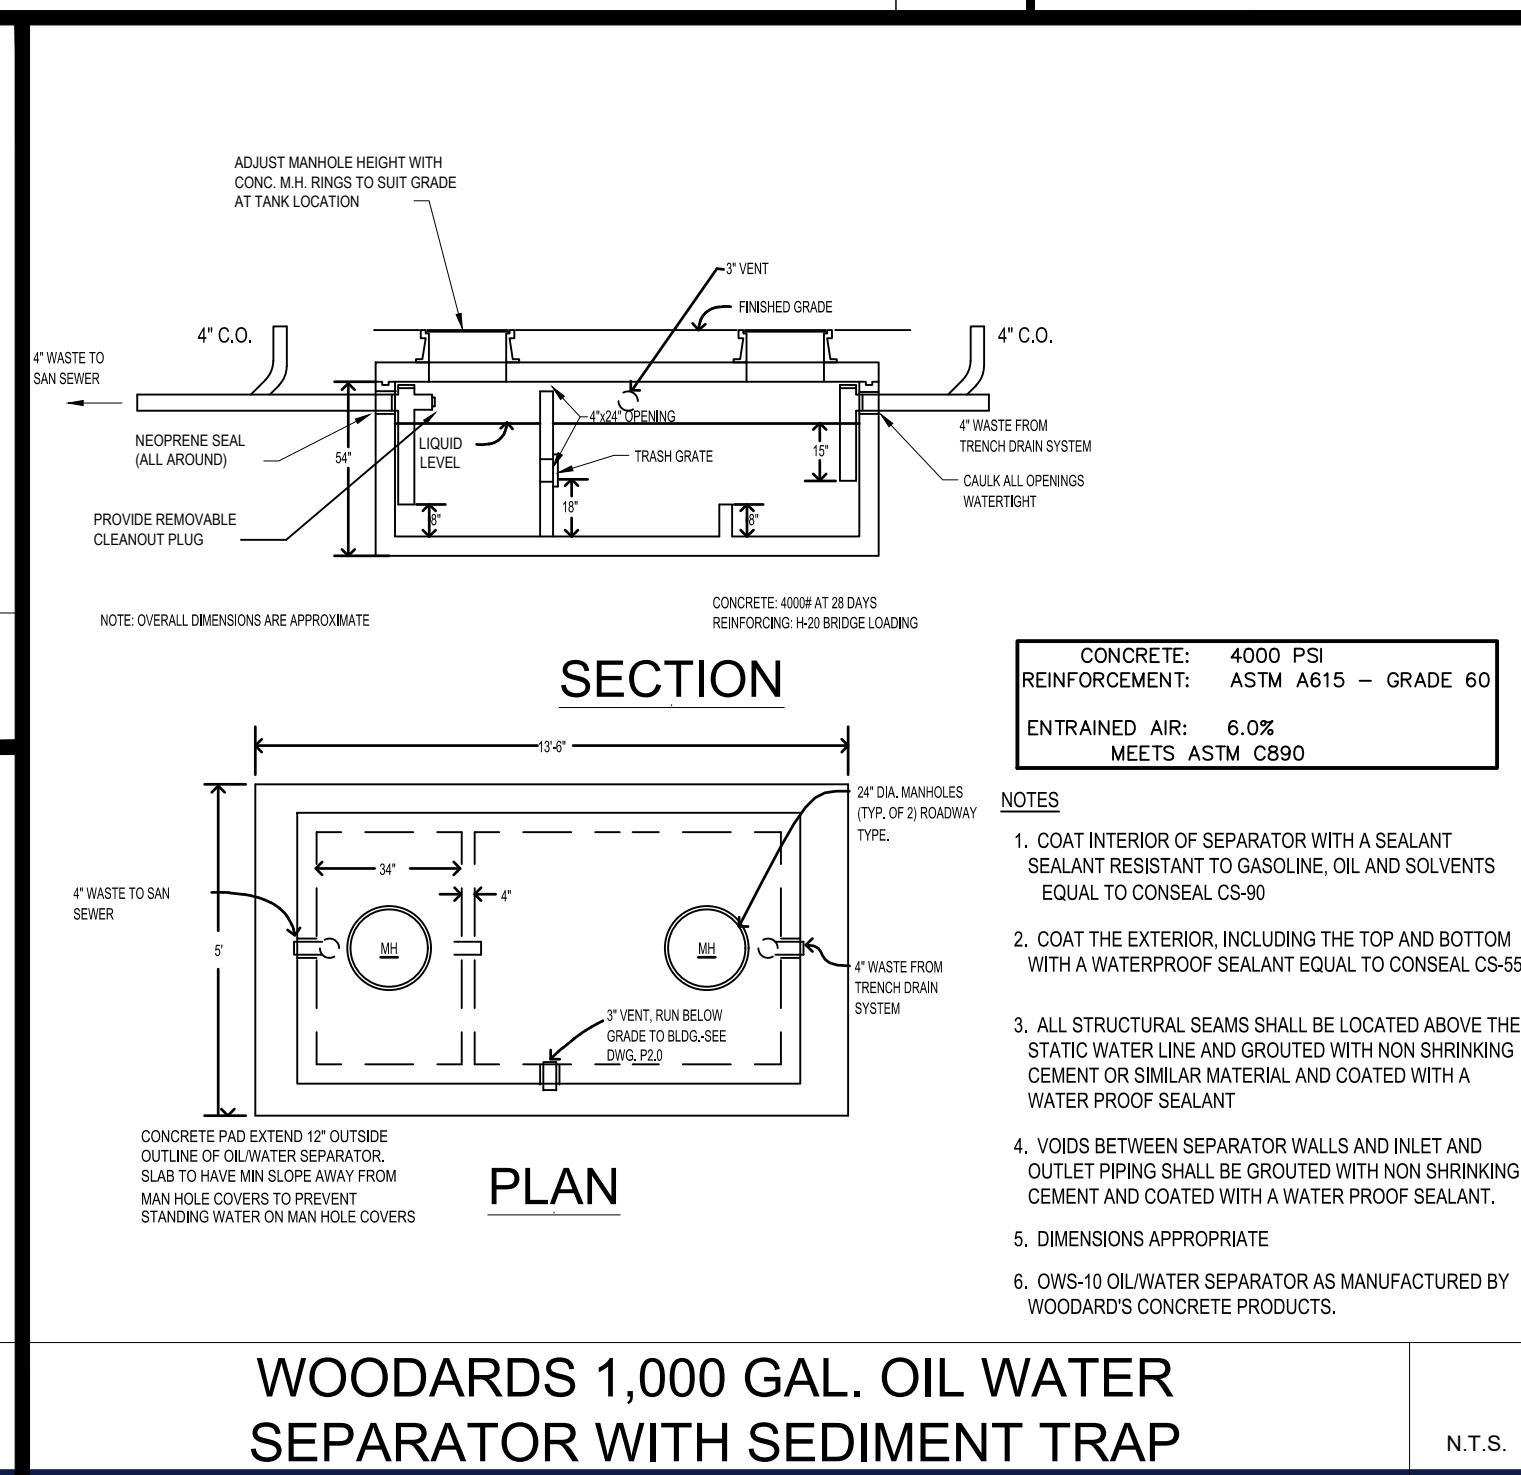 ADJUST MANHOLE HEIGHT WITH
CONC. M.H. RINGS TO SUIT GRADE
AT TANK LOCATION
3" VENT
FINISHED GRADE
4" C.O.
4" C.O.
4" WASTE TO
SAN SEWER
4"x24" OPENING
4" WASTE FROM
TRENCH DRAIN SYSTEM
NEOPRENE SEAL
(ALL AROUND)
LIQUID
LEVEL
54"
TRASH GRATE
15"
CAULK ALL OPENINGS
WATERTIGHT
18"
8"
8"
PROVIDE REMOVABLE
CLEANOUT PLUG
NOTE: OVERALL DIMENSIONS ARE APPROXIMATE
CONCRETE: 4000# AT 28 DAYS
REINFORCING: H-20 BRIDGE LOADING
SECTION
CONCRETE: 4000 PSI
REINFORCEMENT: ASTM A615 – GRADE 60
ENTRAINED AIR: 6.0%
MEETS ASTM C890
13'-6"
24" DIA. MANHOLES
(TYP. OF 2) ROADWAY
TYPE.
34"
4"
4" WASTE TO SAN
SEWER
5'
MH
MH
4" WASTE FROM
TRENCH DRAIN
SYSTEM
3" VENT, RUN BELOW
GRADE TO BLDG.-SEE
DWG. P2.0
CONCRETE PAD EXTEND 12" OUTSIDE
OUTLINE OF OIL/WATER SEPARATOR.
SLAB TO HAVE MIN SLOPE AWAY FROM
MAN HOLE COVERS TO PREVENT
STANDING WATER ON MAN HOLE COVERS
PLAN
NOTES
1. COAT INTERIOR OF SEPARATOR WITH A SEALANT
SEALANT RESISTANT TO GASOLINE, OIL AND SOLVENTS
EQUAL TO CONSEAL CS-90
2. COAT THE EXTERIOR, INCLUDING THE TOP AND BOTTOM
WITH A WATERPROOF SEALANT EQUAL TO CONSEAL CS-55
3. ALL STRUCTURAL SEAMS SHALL BE LOCATED ABOVE THE
STATIC WATER LINE AND GROUTED WITH NON SHRINKING
CEMENT OR SIMILAR MATERIAL AND COATED WITH A
WATER PROOF SEALANT
4. VOIDS BETWEEN SEPARATOR WALLS AND INLET AND
OUTLET PIPING SHALL BE GROUTED WITH NON SHRINKING
CEMENT AND COATED WITH A WATER PROOF SEALANT.
5. DIMENSIONS APPROPRIATE
6. OWS-10 OIL/WATER SEPARATOR AS MANUFACTURED BY
WOODARD'S CONCRETE PRODUCTS.
WOODARDS 1,000 GAL. OIL WATER
SEPARATOR WITH SEDIMENT TRAP
N.T.S.